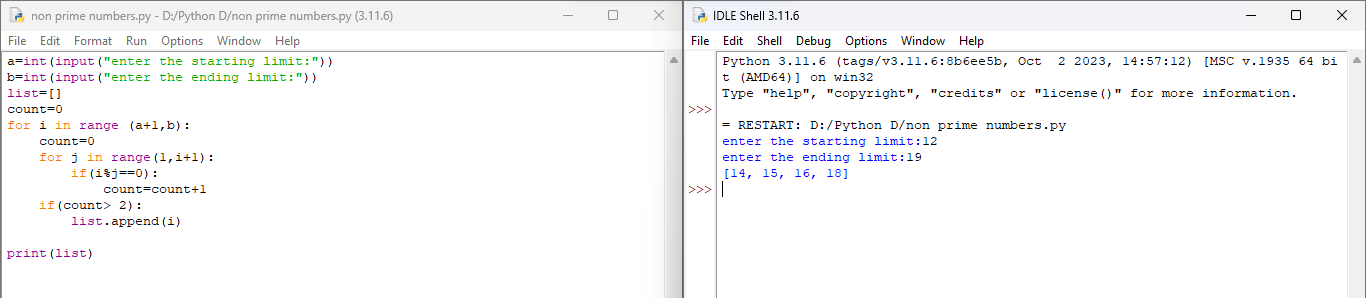 non prime numbers.py - D:/Python D/non prime numbers.py (3.11.6)
File Edit Format Run Options Window Help
a=int(input("enter the starting limit:"))
b=int(input("enter the ending limit:"))
list=[]
count=0
for i in range (a+1,b):
    count=0
    for j in range(1,i+1):
        if(i%j==0):
            count=count+1
    if(count> 2):
        list.append(i)
print(list)
IDLE Shell 3.11.6
File Edit Shell Debug Options Window Help
Python 3.11.6 (tags/v3.11.6:8b6ee5b, Oct  2 2023, 14:57:12) [MSC v.1935 64 bi
t (AMD64)] on win32
Type "help", "copyright", "credits" or "license()" for more information.
>>>
= RESTART: D:/Python D/non prime numbers.py
enter the starting limit:12
enter the ending limit:19
[14, 15, 16, 18]
>>>